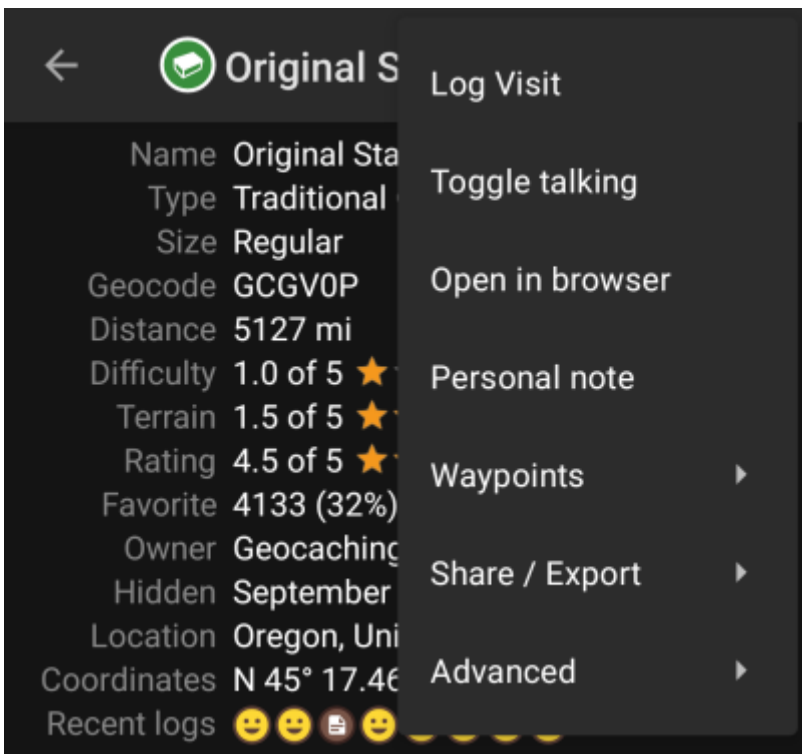 Original S
Name Original Sta
Type Traditional
Size Regular
Geocode GCGV0P
Distance 5127 mi
Difficulty 1.0 of 5
Terrain 1.5 of 5
Rating 4.5 of 5
Favorite 4133 (32%)
Owner Geocaching
Hidden September
Location Oregon, Uni
Coordinates N 45° 17.46
Recent logs
Log Visit
Toggle talking
Open in browser
Personal note
Waypoints
Share / Export
Advanced